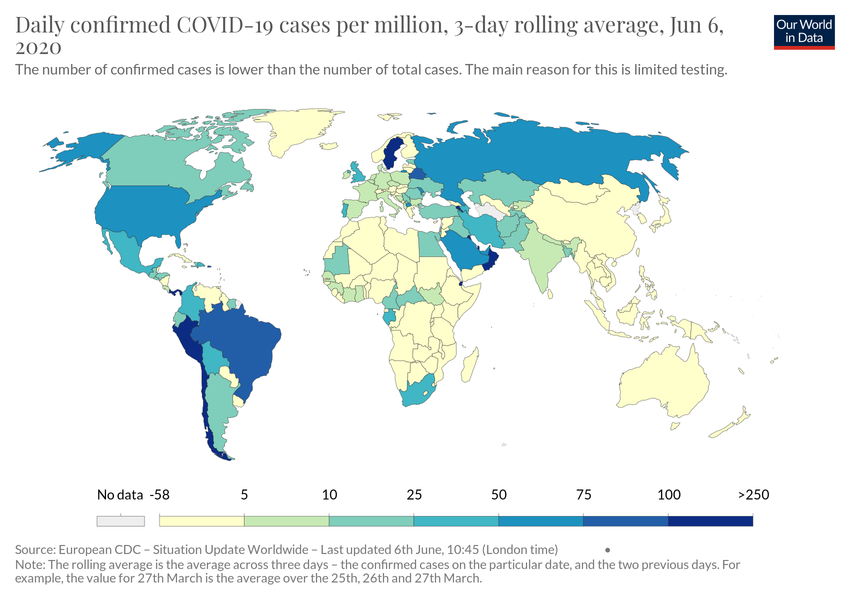 Daily confirmed COVID-19 cases per million, 3-day rolling average, Jun 6,
2020
Our World
in Data
The number of confirmed cases is lower than the number of total cases. The main reason for this is limited testing.
No data -58 5 10 25 50 75 100 >250
Source: European CDC – Situation Update Worldwide – Last updated 6th June, 10:45 (London time)
Note: The rolling average is the average across three days – the confirmed cases on the particular date, and the two previous days. For
example, the value for 27th March is the average over the 25th, 26th and 27th March.